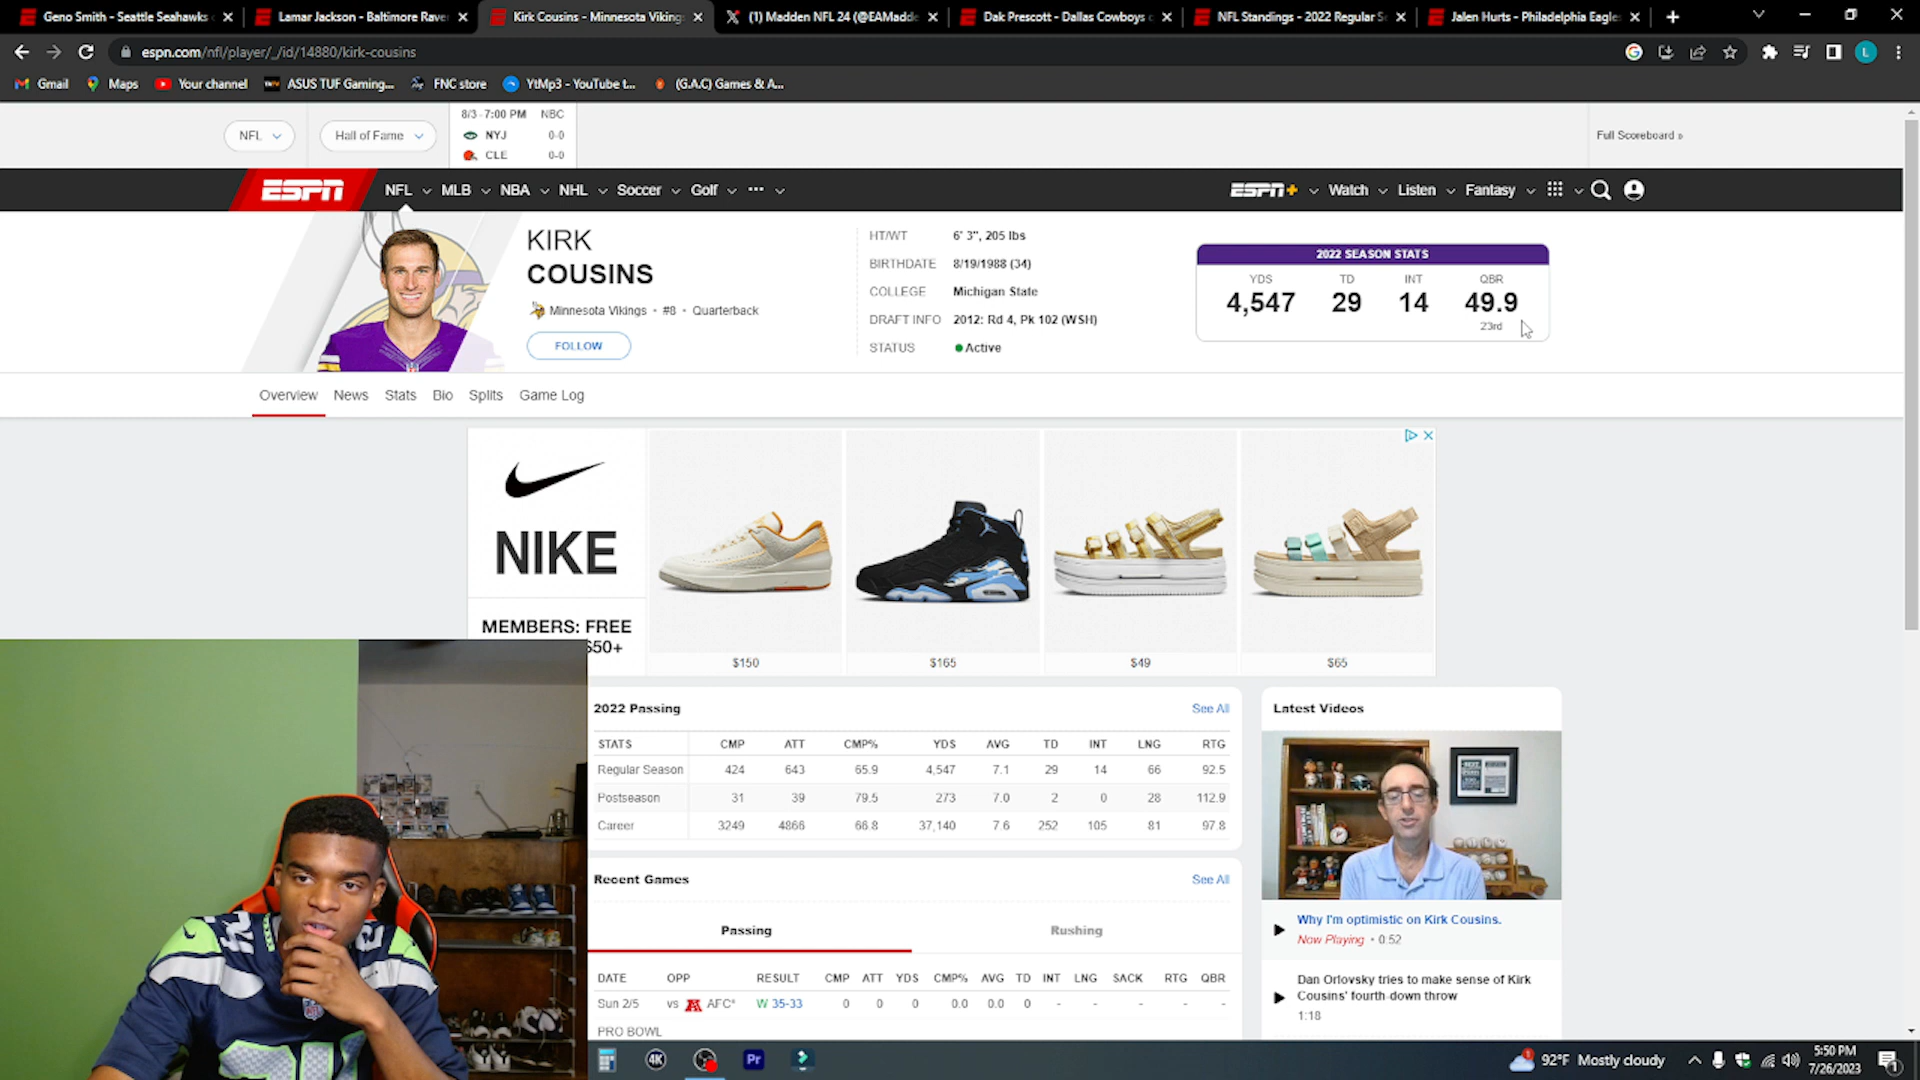 Geno Smith - Seattle Seahawks
Lamar Jackson - Baltimore Rave
Kirk Cousins - Minnesota Viking
(1) Madden NFL 24 (@EAMadde
Dak Prescott - Dallas Cowboys
NFL Standings - 2022 Regular S
Jalen Hurts - Philadelphia Eagle
espn.com/nfl/player/_/id/14880/kirk-cousins
L
Gmail
Maps
Your channel
ASUS TUF Gaming...
FNC store
YtMp3 - YouTube t...
(G.A.C) Games & A...
NFL
Hall of Fame
8/3 - 7:00 PM NBC
NYJ 0-0
CLE 0-0
Full Scoreboard »
ESPN
NFL MLB NBA NHL Soccer Golf ...
ESPN+ Watch Listen Fantasy
KIRK
COUSINS
Minnesota Vikings • #8 • Quarterback
FOLLOW
HT/WT 6' 3", 205 lbs
BIRTHDATE 8/19/1988 (34)
COLLEGE Michigan State
DRAFT INFO 2012: Rd 4, Pk 102 (WSH)
STATUS Active
2022 SEASON STATS
YDS TD INT QBR
4,547 29 14 49.9
23rd
Overview News Stats Bio Splits Game Log
NIKE
MEMBERS: FREE
$50+
$150
$165
$49
$65
2022 Passing See All
STATS CMP ATT CMP% YDS AVG TD INT LNG RTG
Regular Season 424 643 65.9 4,547 7.1 29 14 66 92.5
Postseason 31 39 79.5 273 7.0 2 0 28 112.9
Career 3249 4866 66.8 37,140 7.6 252 105 81 97.8
Recent Games See All
Passing Rushing
DATE OPP RESULT CMP ATT YDS CMP% AVG TD INT LNG SACK RTG QBR
Sun 2/5 vs AFC* W 35-33 0 0 0 0.0 0.0 0 - - - - -
PRO BOWL
Latest Videos
Why I'm optimistic on Kirk Cousins.
Now Playing • 0:52
Dan Orlovsky tries to make sense of Kirk
Cousins' fourth-down throw
1:18
4K
Pr
92°F Mostly cloudy
5:50 PM
7/26/2023
1